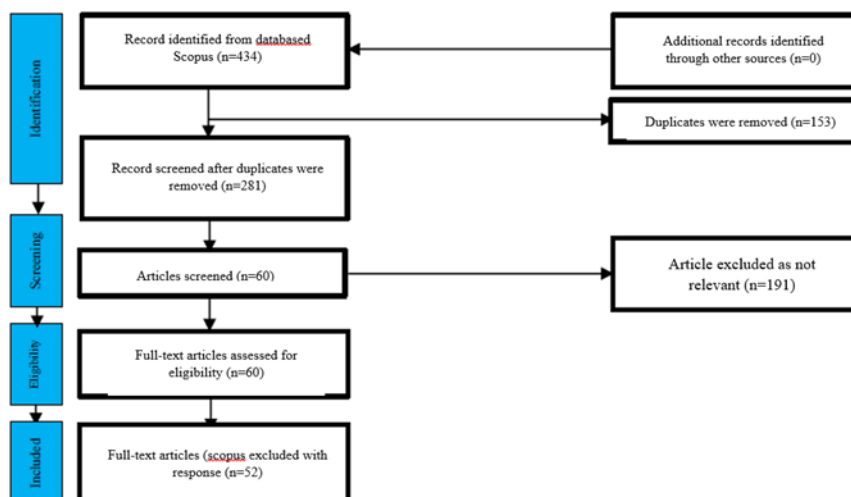 Identification
Record identified from databased
Scopus (n=434)
Additional records identified
through other sources (n=0)
Duplicates were removed (n=153)
Record screened after duplicates were
removed (n=281)
Screening
Articles screened (n=60)
Article excluded as not
relevant (n=191)
Eligibility
Full-text articles assessed for
eligibility (n=60)
Included
Full-text articles (scopus excluded with
response (n=52)